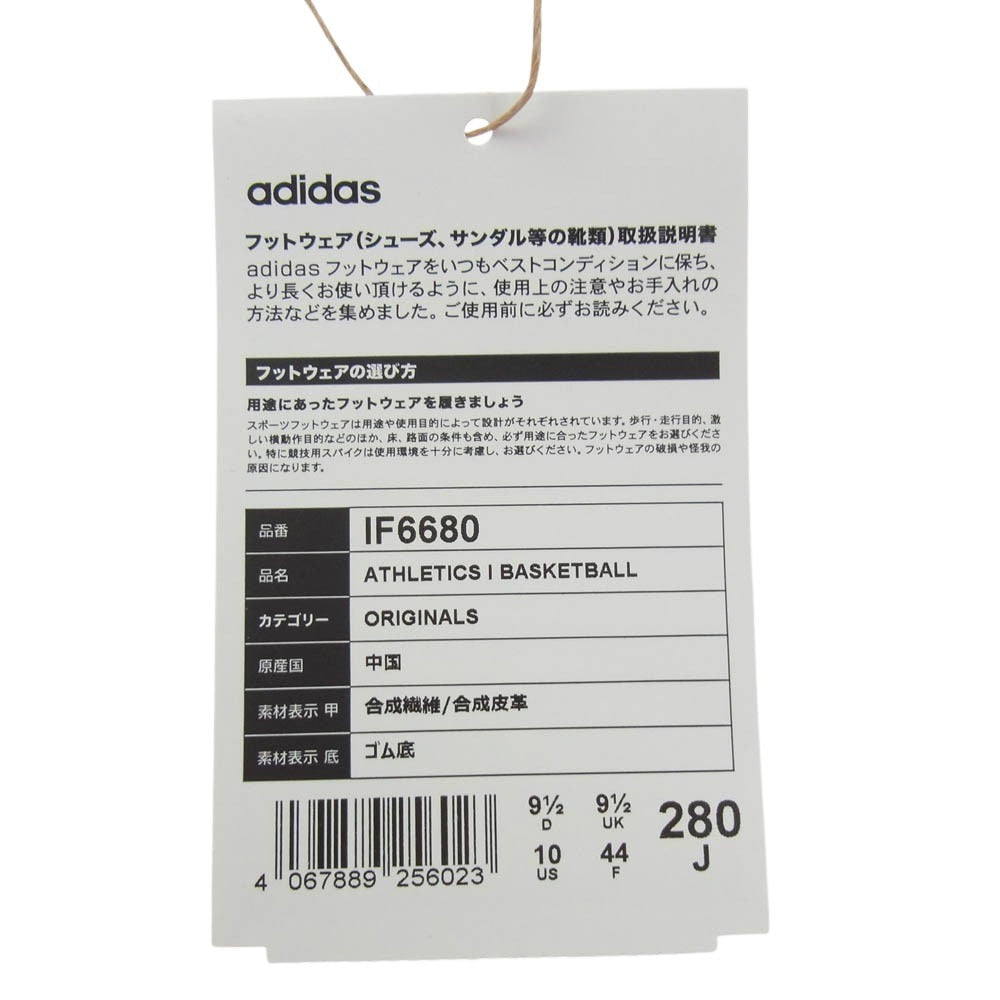 adidas
フットウェア(シューズ、サンダル等の靴類)取扱説明書
adidas フットウェアをいつもベストコンディションに保ち、
より長くお使い頂けるように、使用上の注意やお手入れの
方法などを集めました。ご使用前に必ずお読みください。
フットウェアの選び方
用途にあったフットウェアを履きましょう
スポーツフットウェアは用途や使用目的によって設計がそれぞれされています。歩行・走行目的、激
しい横動作目的などのほか、床、路面の条件も含め、必ず用途に合ったフットウェアをお選びくださ
い。特に競技用スパイクは使用環境を十分に考慮し、お選びください。フットウェアの破損や怪我の
原因になります。
品番 IF6680
品名 ATHLETICS I BASKETBALL
カテゴリー ORIGINALS
原産国 中国
素材表示 甲 合成繊維/合成皮革
素材表示 底 ゴム底
9½ 9½ 280
D UK J
10 44
US F
4 067889 256023